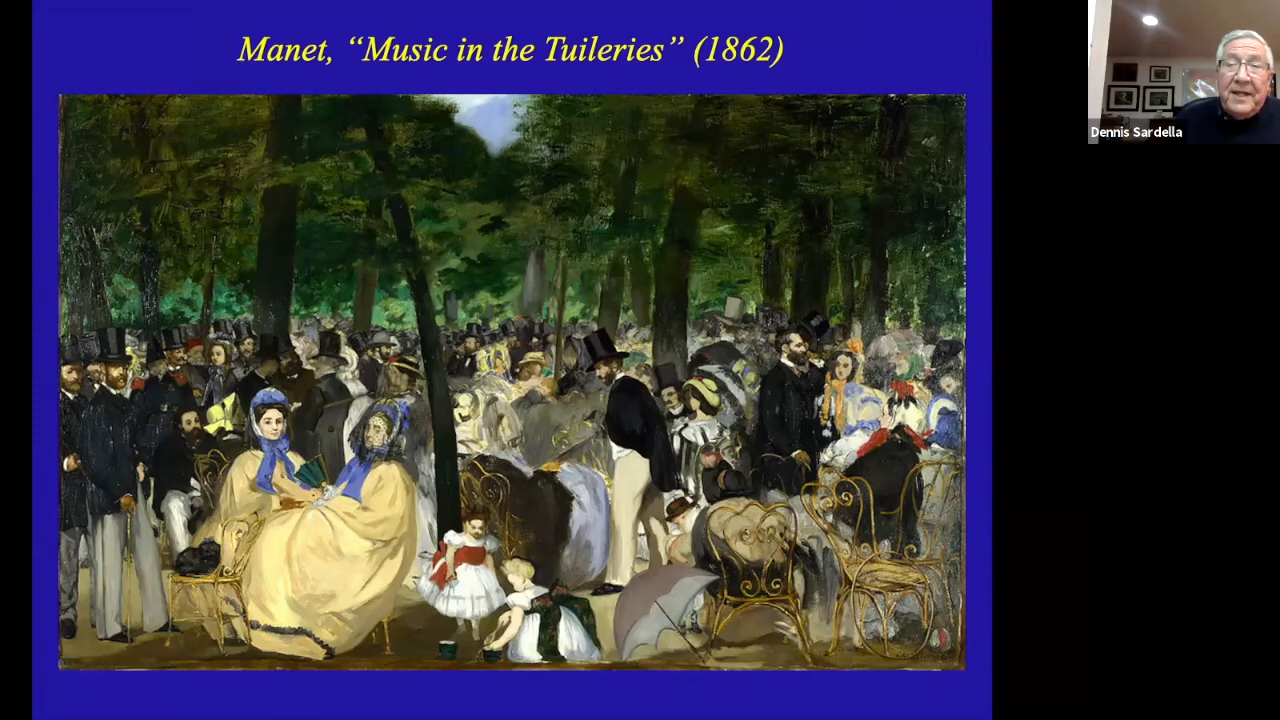 Manet, “Music in the Tuileries” (1862)
Dennis Sardella